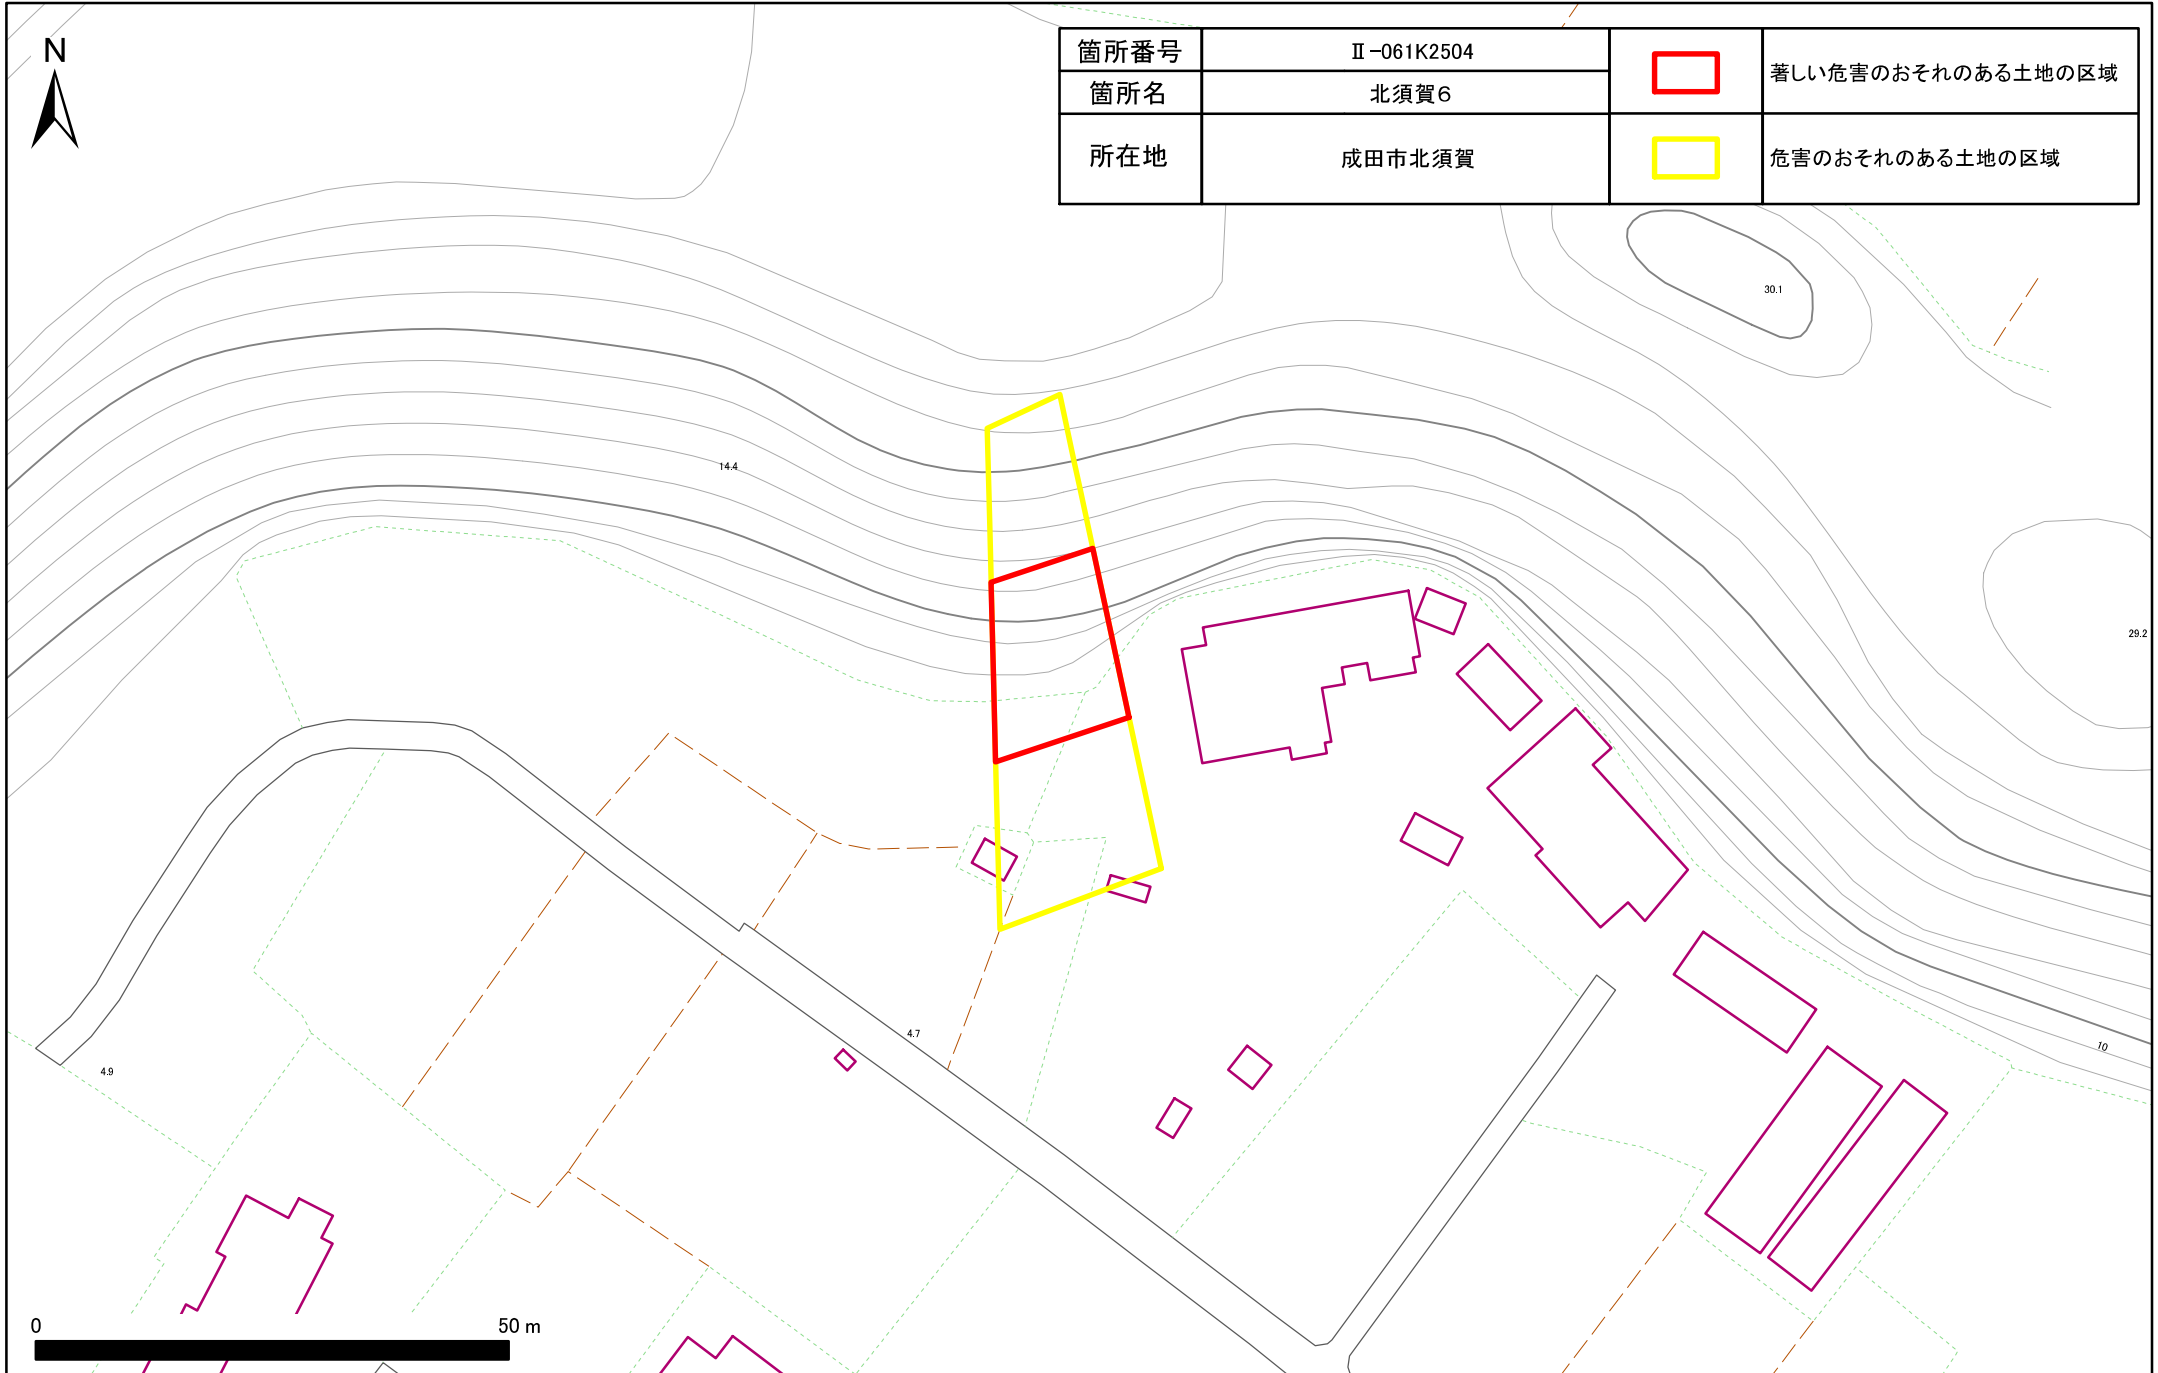 N
箇所番号
Ⅱ-061K2504
著しい危害のおそれのある土地の区域
箇所名
北須賀6
所在地
成田市北須賀
危害のおそれのある土地の区域
30.1
14.4
29.2
4.7
10
4.9
0
50 m